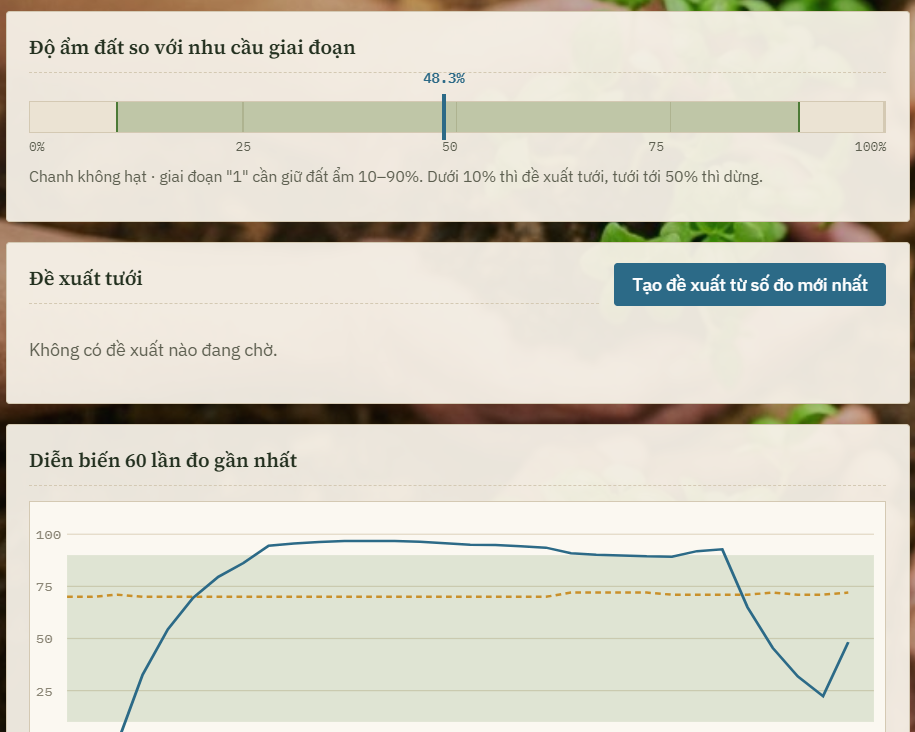 Độ ẩm đất so với nhu cầu giai đoạn
48.3%
0% 25 50 75 100%
Chanh không hạt · giai đoạn "1" cần giữ đất ẩm 10–90%. Dưới 10% thì đề xuất tưới, tưới tới 50% thì dừng.
Đề xuất tưới
Tạo đề xuất từ số đo mới nhất
Không có đề xuất nào đang chờ.
Diễn biến 60 lần đo gần nhất
100
75
50
25